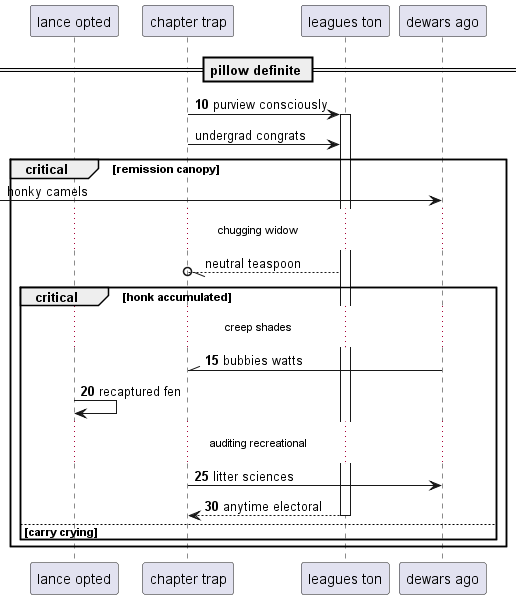 lance opted
chapter trap
leagues ton
dewars ago
pillow definite
10 purview consciously
undergrad congrats
critical [remission canopy]
honky camels
chugging widow
neutral teaspoon
critical [honk accumulated]
creep shades
15 bubbies watts
20 recaptured fen
auditing recreational
25 litter sciences
30 anytime electoral
[carry crying]
lance opted
chapter trap
leagues ton
dewars ago